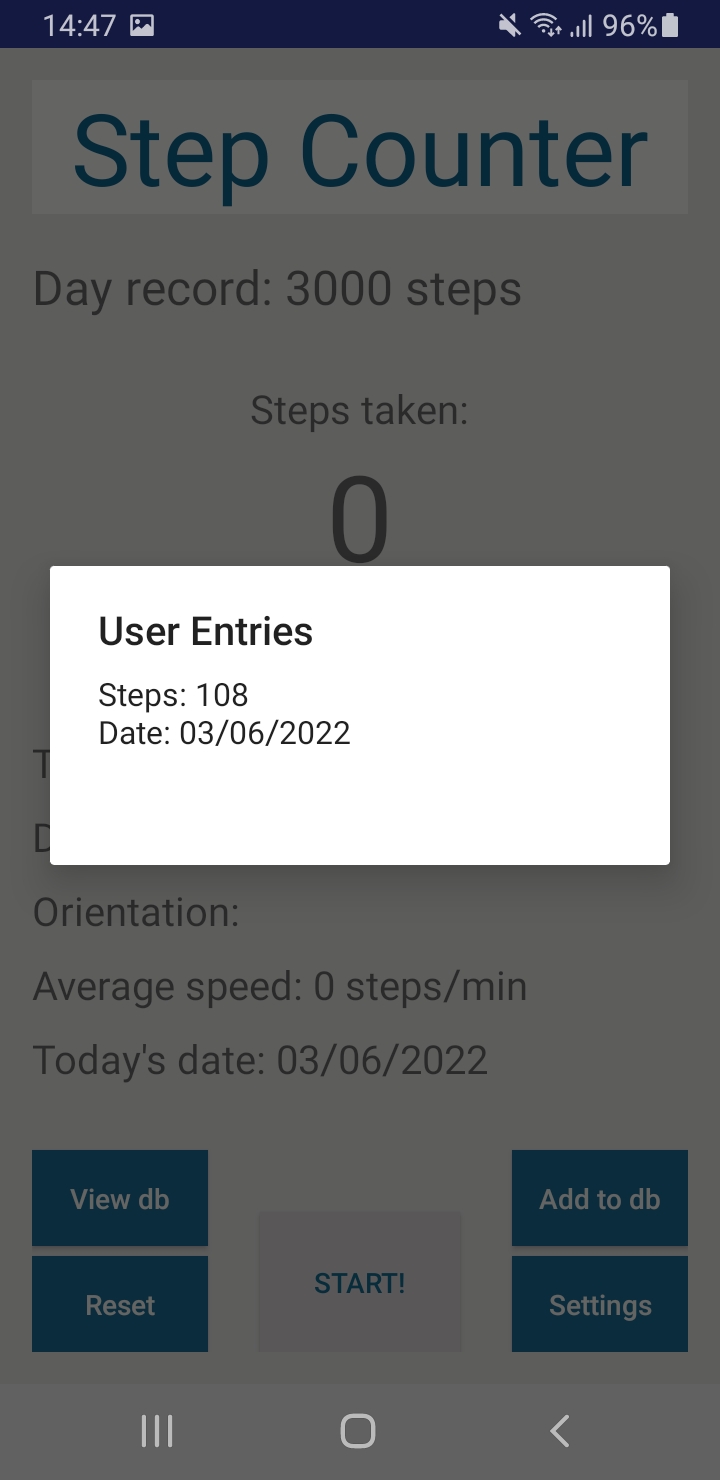 14:47 96%
Step Counter
Day record: 3000 steps
Steps taken:
0
User Entries
Steps: 108
Date: 03/06/2022
Orientation:
Average speed: 0 steps/min
Today's date: 03/06/2022
View db
Add to db
START!
Reset
Settings